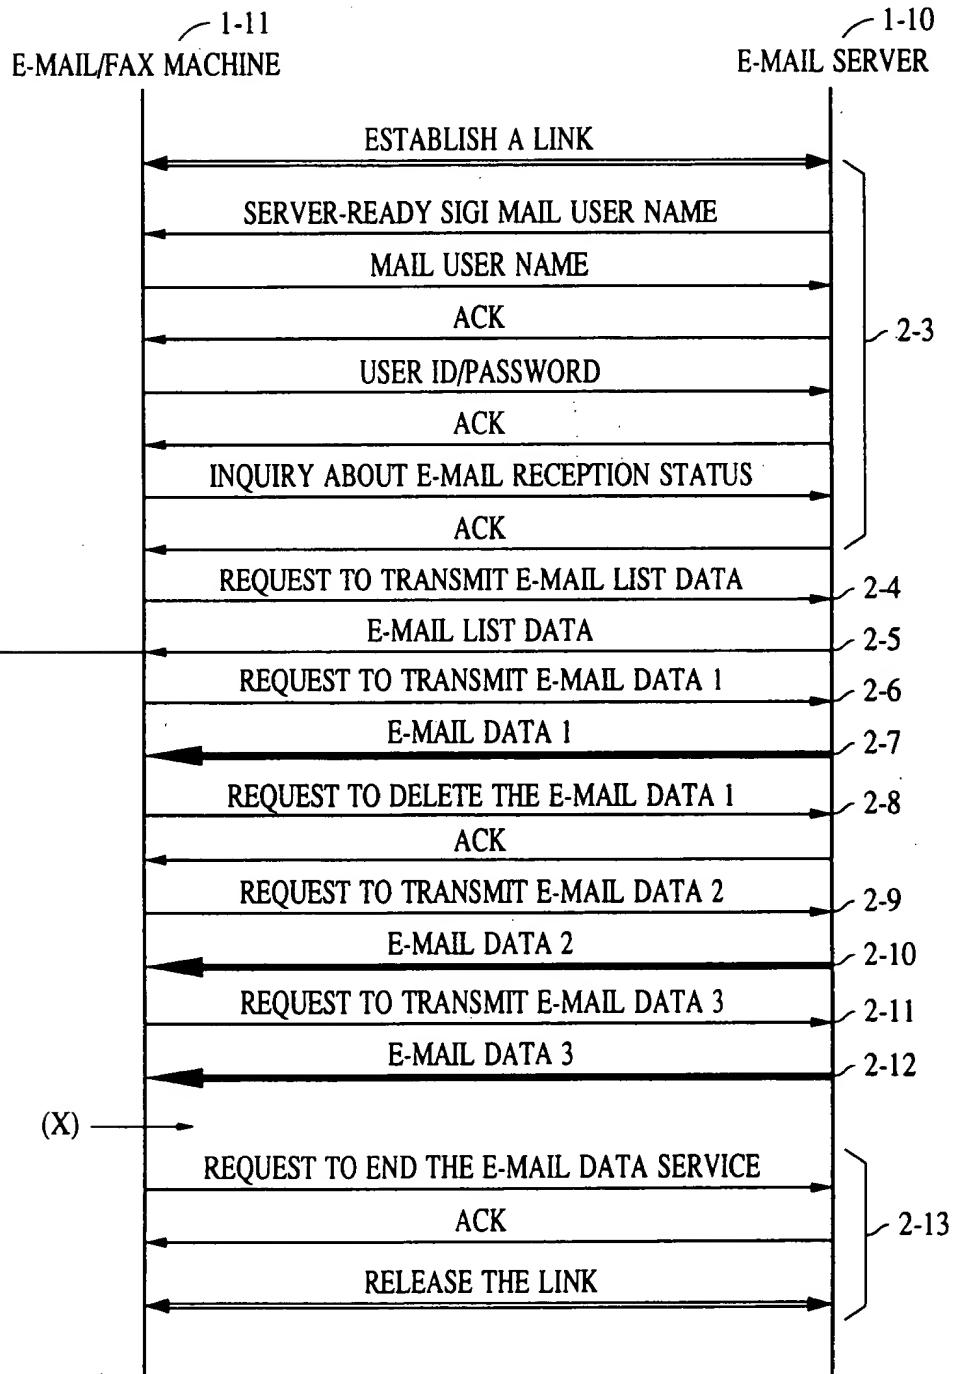 1-11
1-10
E-MAIL/FAX MACHINE
E-MAIL SERVER
ESTABLISH A LINK
SERVER-READY SIGI MAIL USER NAME
MAIL USER NAME
ACK
2-3
USER ID/PASSWORD
ACK
INQUIRY ABOUT E-MAIL RECEPTION STATUS
ACK
REQUEST TO TRANSMIT E-MAIL LIST DATA
2-4
E-MAIL LIST DATA
2-5
REQUEST TO TRANSMIT E-MAIL DATA 1
2-6
E-MAIL DATA 1
2-7
REQUEST TO DELETE THE E-MAIL DATA 1
2-8
ACK
REQUEST TO TRANSMIT E-MAIL DATA 2
2-9
E-MAIL DATA 2
2-10
REQUEST TO TRANSMIT E-MAIL DATA 3
2-11
E-MAIL DATA 3
2-12
(X)
REQUEST TO END THE E-MAIL DATA SERVICE
ACK
2-13
RELEASE THE LINK